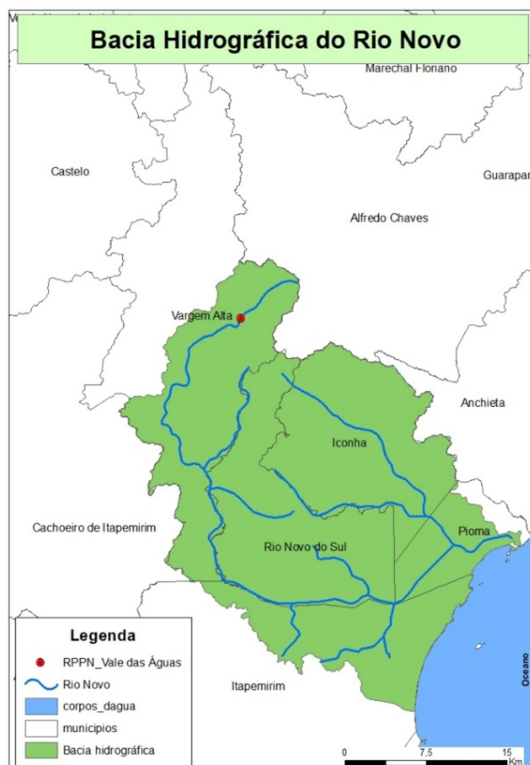 Bacia Hidrográfica do Rio Novo
Marechal Floriano
Castelo
Guarapari
Alfredo Chaves
Vargem Alta
Anchieta
Iconha
Cachoeiro de Itapemirim
Piúma
Rio Novo do Sul
Itapemirim
Oceano
Legenda
RPPN_Vale das Águas
Rio Novo
corpos_dagua
municipios
Bacia hidrográfica
0 7,5 15
Km